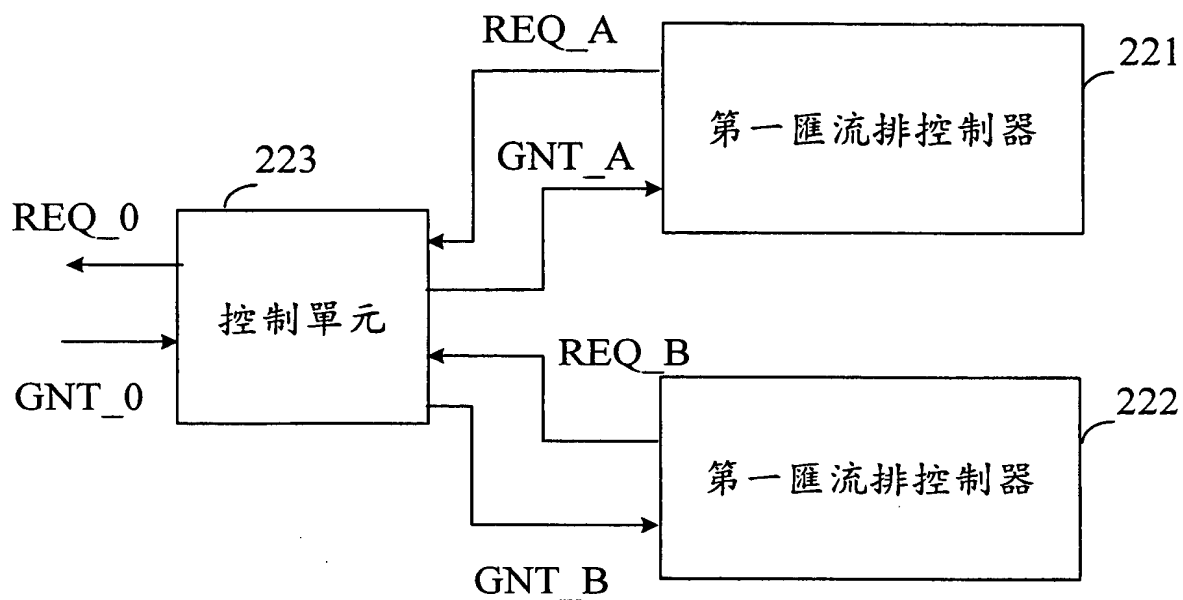 REQ_A
221
第一匯流排控制器
GNT_A
223
REQ_0
控制單元
GNT_0
REQ_B
222
第一匯流排控制器
GNT_B